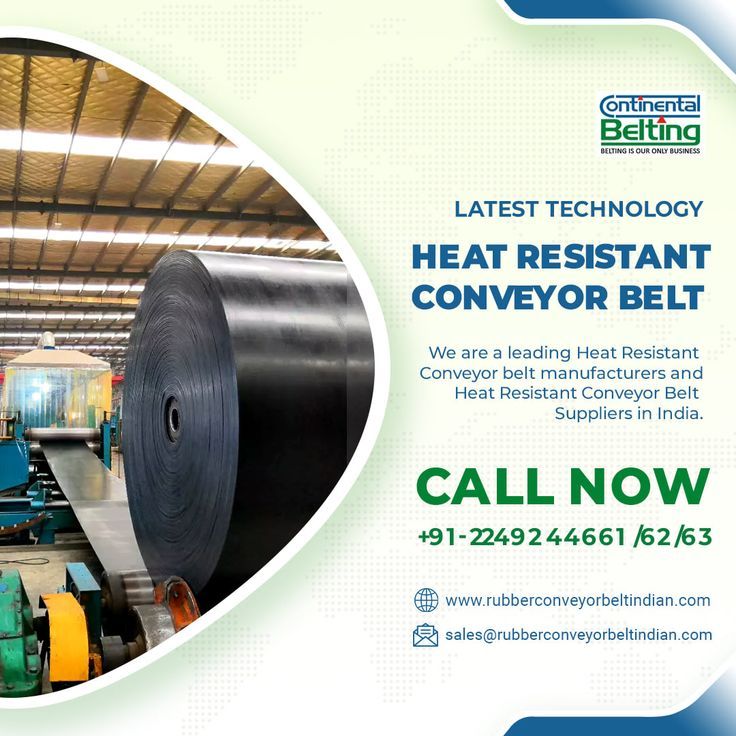 Continental
Belting
BELTING IS OUR ONLY BUSINESS
LATEST TECHNOLOGY
HEAT RESISTANT
CONVEYOR BELT
We are a leading Heat Resistant
Conveyor belt manufacturers and
Heat Resistant Conveyor Belt
Suppliers in India.
CALL NOW
+91-2249244661/62/63
www.rubberconveyorbeltindian.com
sales@rubberconveyorbeltindian.com